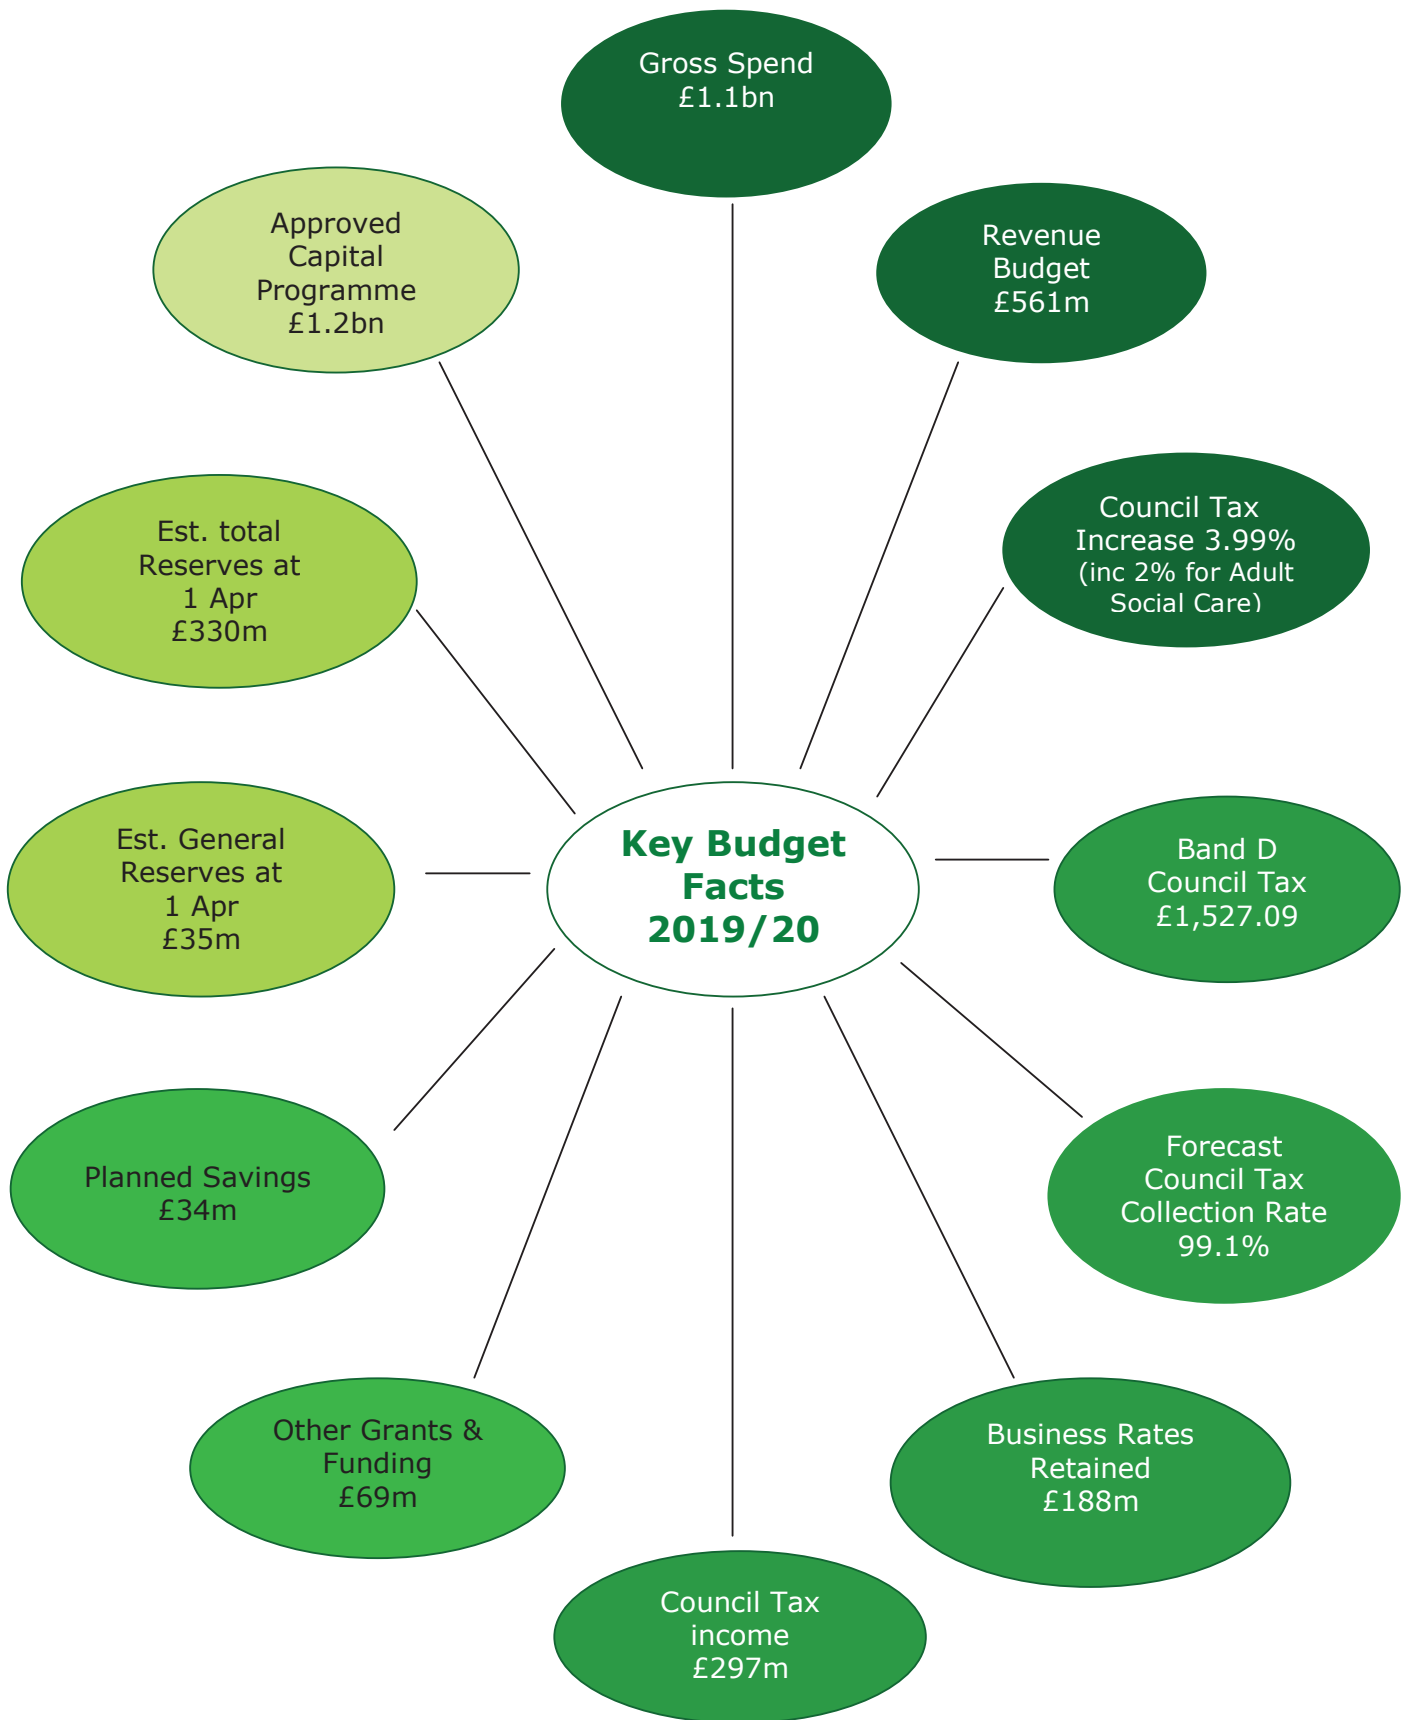 Gross Spend
£1.1bn
Approved
Capital
Programme
£1.2bn
Revenue
Budget
£561m
Est. total
Reserves at
1 Apr
£330m
Council Tax
Increase 3.99%
(inc 2% for Adult
Social Care)
Est. General
Reserves at
1 Apr
£35m
Key Budget
Facts
2019/20
Band D
Council Tax
£1,527.09
Planned Savings
£34m
Forecast
Council Tax
Collection Rate
99.1%
Other Grants &
Funding
£69m
Business Rates
Retained
£188m
Council Tax
income
£297m